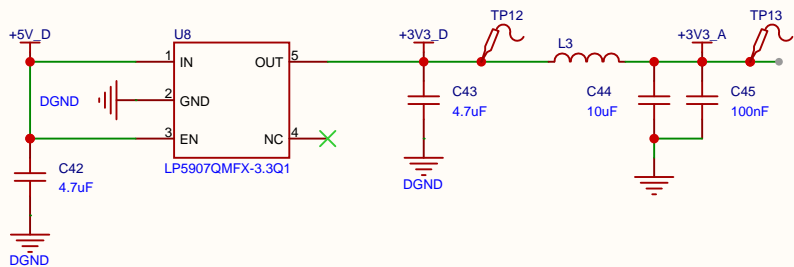 +5V_D
U8
+3V3_D
TP12
L3
+3V3_A
TP13
1
IN
OUT
5
DGND
2
GND
3
EN
NC
4
C43
4.7uF
C44
10uF
C45
100nF
LP5907QMFX-3.3Q1
C42
4.7uF
DGND
DGND